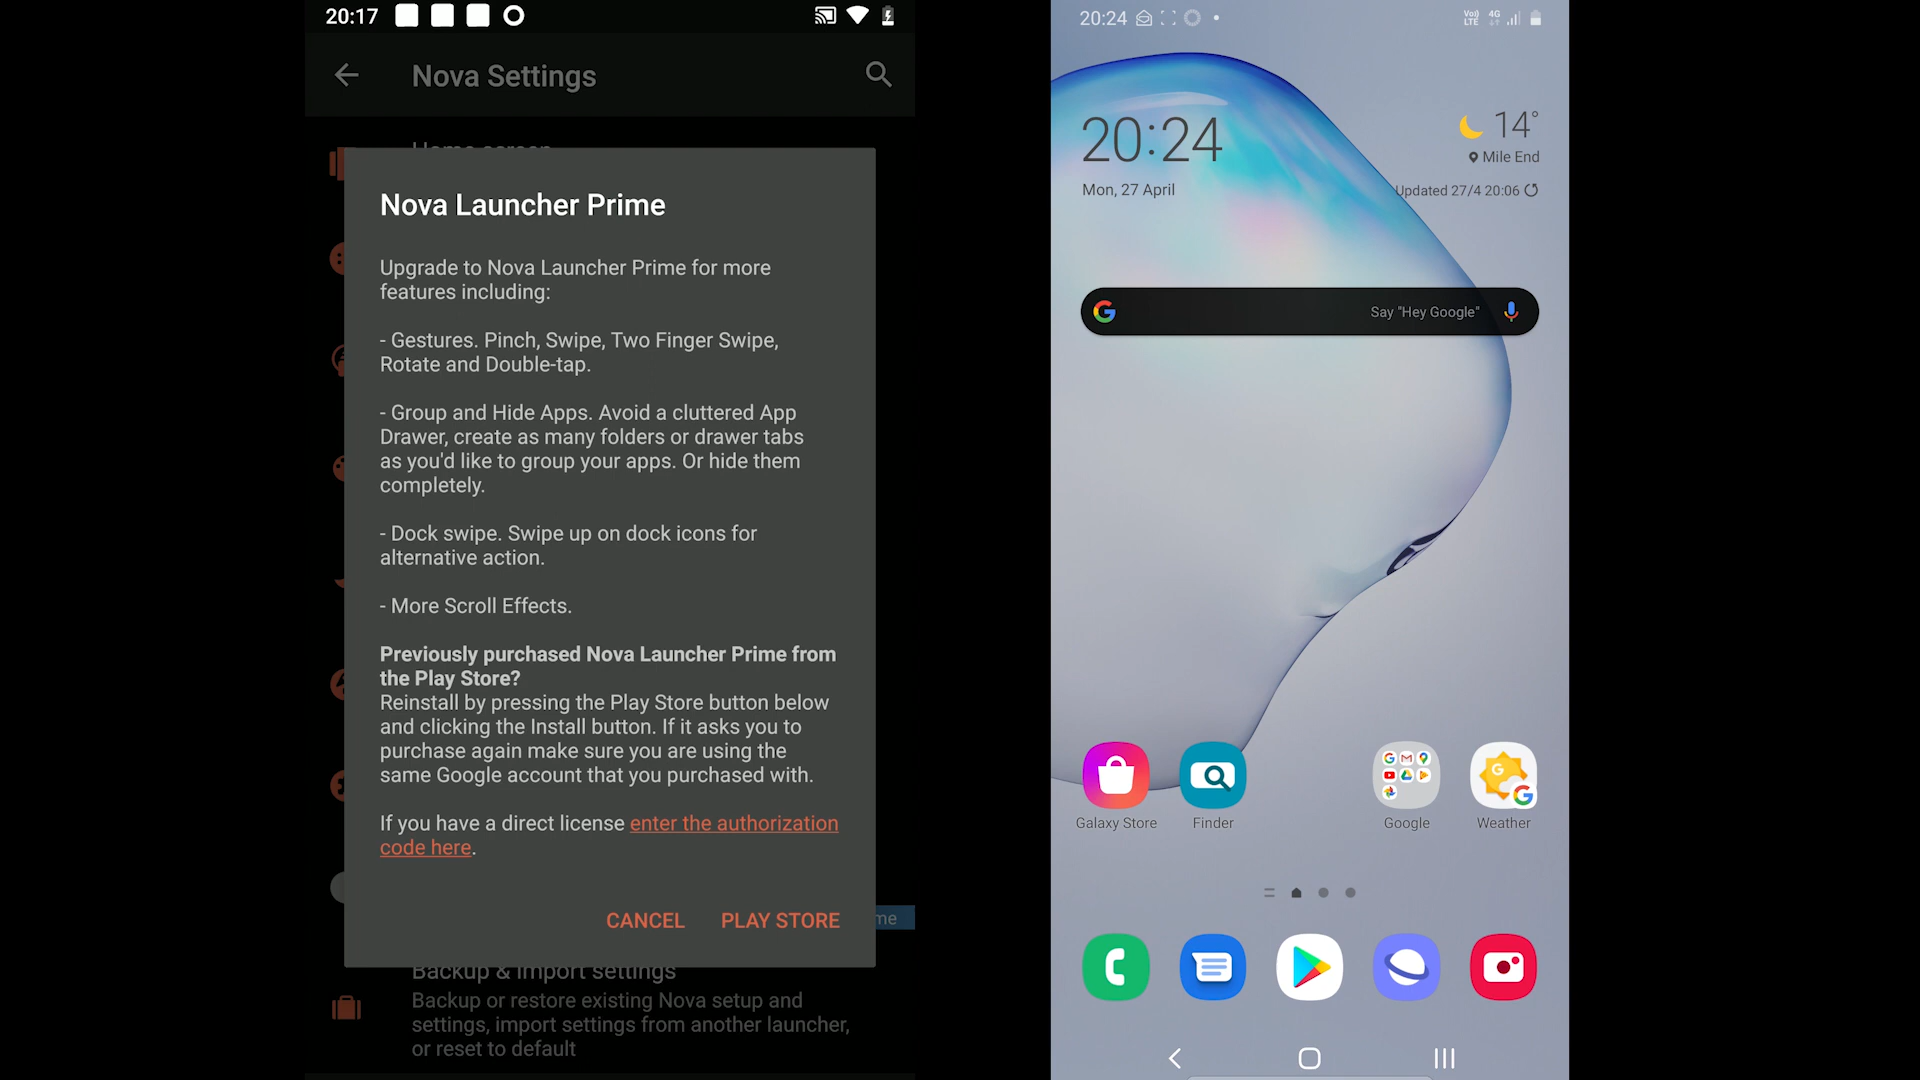 20:17
Nova Settings
Home screen
Nova Launcher Prime
Upgrade to Nova Launcher Prime for more
features including:
- Gestures. Pinch, Swipe, Two Finger Swipe,
Rotate and Double-tap.
- Group and Hide Apps. Avoid a cluttered App
Drawer, create as many folders or drawer tabs
as you'd like to group your apps. Or hide them
completely.
- Dock swipe. Swipe up on dock icons for
alternative action.
- More Scroll Effects.
Previously purchased Nova Launcher Prime from
the Play Store?
Reinstall by pressing the Play Store button below
and clicking the Install button. If it asks you to
purchase again make sure you are using the
same Google account that you purchased with.
If you have a direct license enter the authorization
code here.
CANCEL PLAY STORE
me
Backup & import settings
Backup or restore existing Nova setup and
settings, import settings from another launcher,
or reset to default
20:24
Vo)) LTE 4G
20:24
14°
Mile End
Mon, 27 April
Updated 27/4 20:06
Say "Hey Google"
Galaxy Store Finder Google Weather